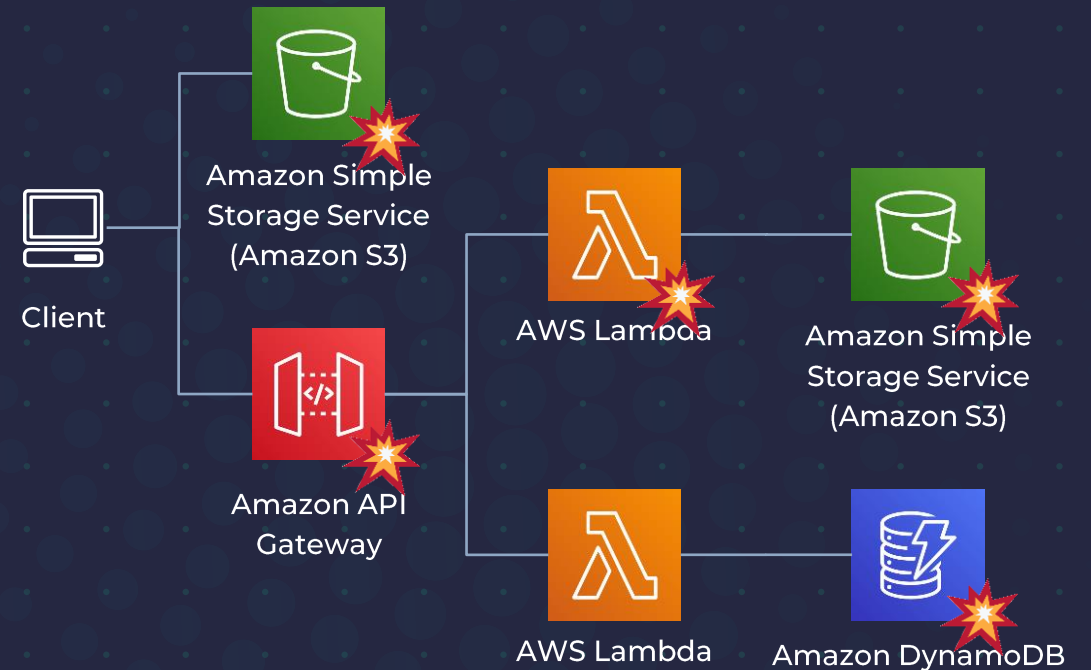 Amazon Simple
Storage Service
(Amazon S3)
Client
AWS Lambda
Amazon Simple
Storage Service
(Amazon S3)
</>
Amazon API
Gateway
AWS Lambda
Amazon DynamoDB